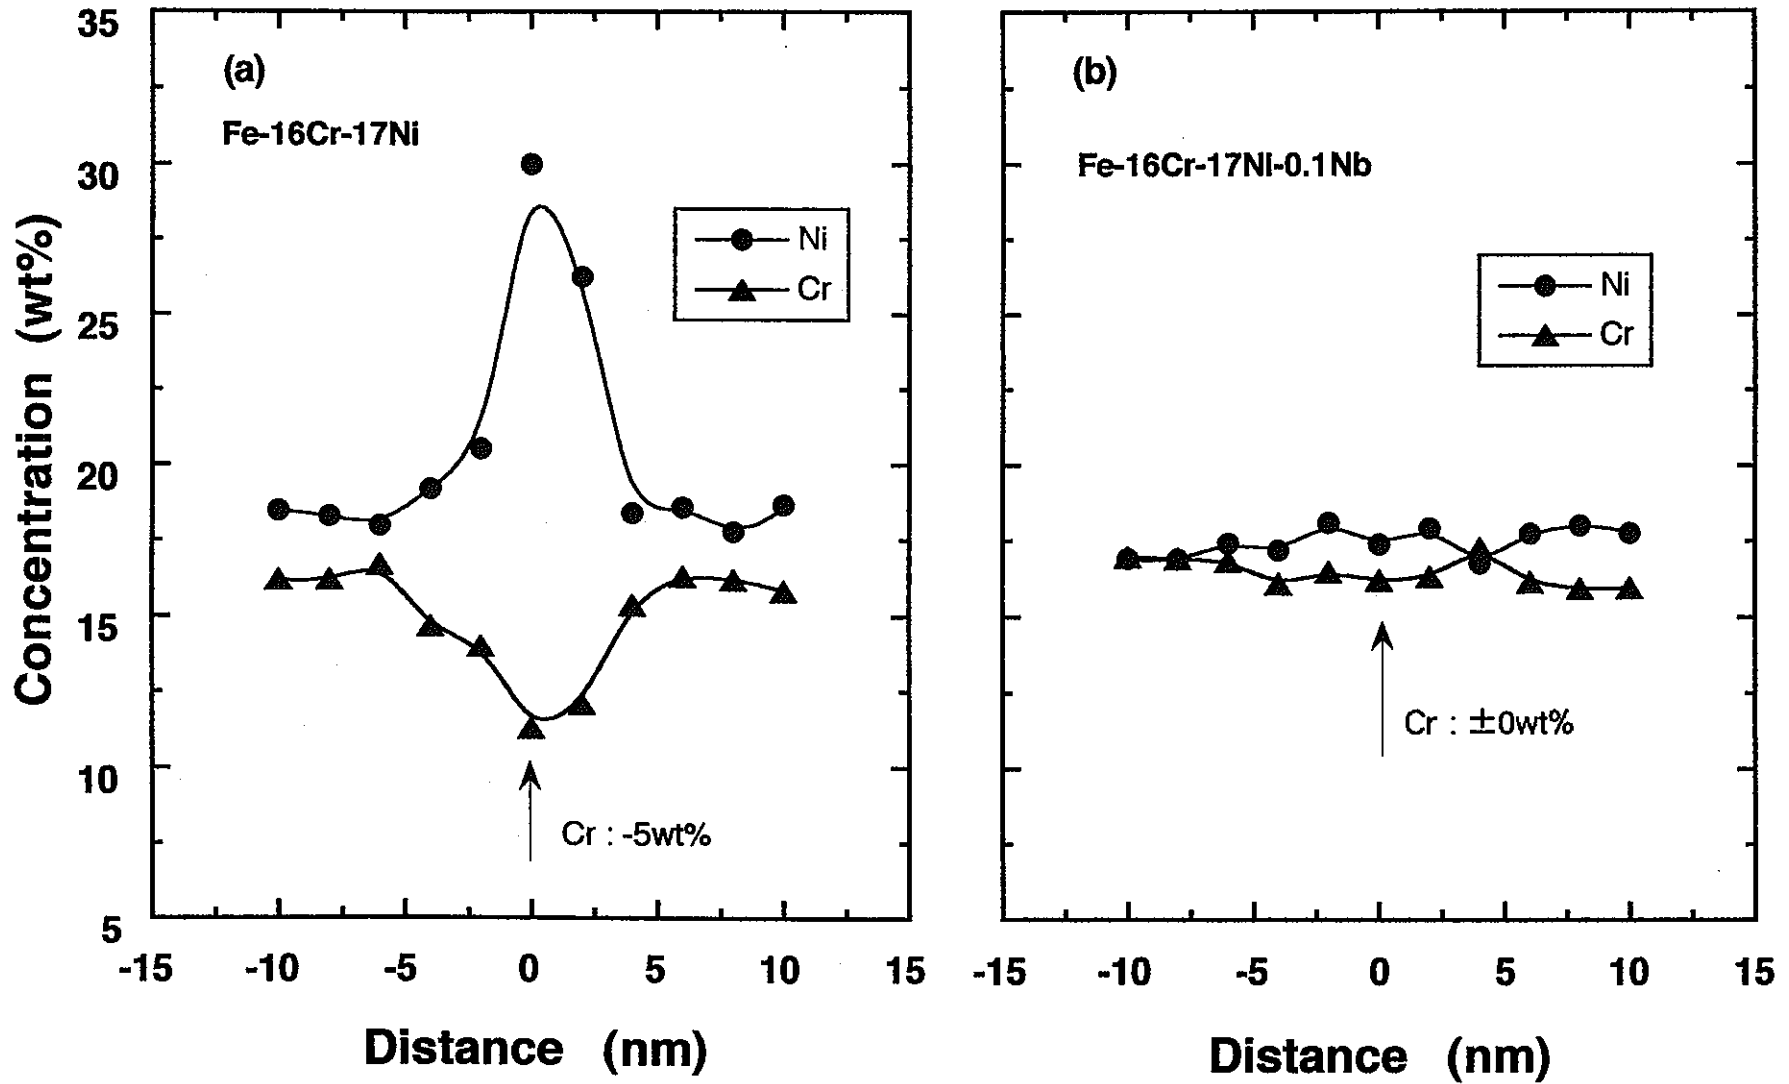 (a)
Fe-16Cr-17Ni
Ni
Cr
Cr : -5wt%
35
30
25
20
15
10
5
Concentration (wt%)
-15 -10 -5 0 5 10 15
Distance (nm)
(b)
Fe-16Cr-17Ni-0.1Nb
Ni
Cr
Cr : ±0wt%
-15 -10 -5 0 5 10 15
Distance (nm)